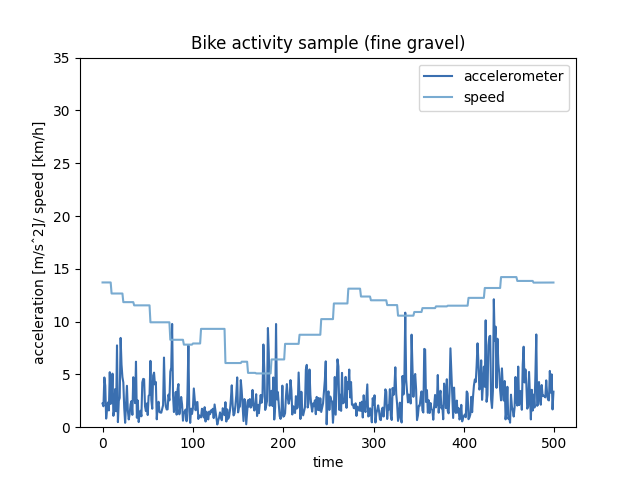 Bike activity sample (fine gravel)
accelerometer
speed
35
30
25
20
15
10
5
0
acceleration [m/sˆ2]/ speed [km/h]
0 100 200 300 400 500
time